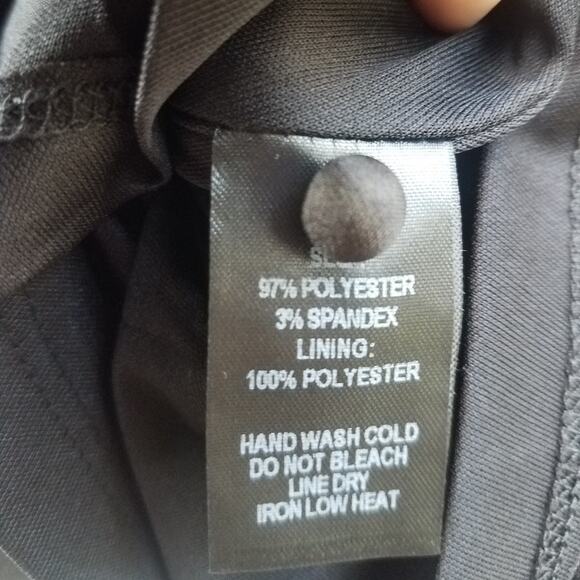 97% POLYESTER
3% SPANDEX
LINING:
100% POLYESTER
HAND WASH COLD
DO NOT BLEACH
LINE DRY
IRON LOW HEAT